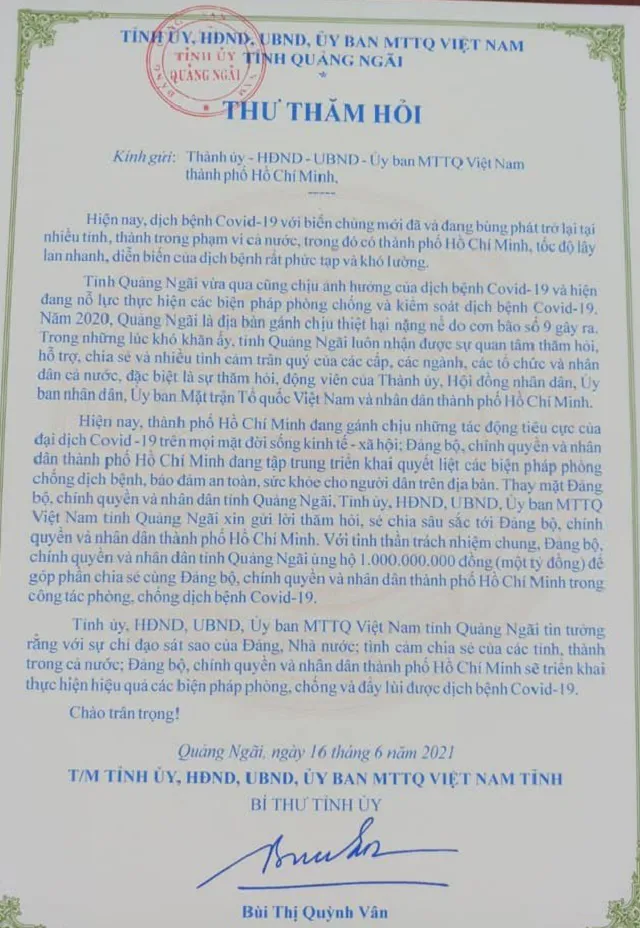 TỈNH ỦY, HĐND, UBND, ỦY BAN MTTQ VIỆT NAM
TỈNH QUẢNG NGÃI
TỈNH ỦY
QUẢNG NGÃI
THƯ THĂM HỎI
Kính gửi: Thành ủy - HĐND - UBND - Ủy ban MTTQ Việt Nam
thành phố Hồ Chí Minh,
Hiện nay, dịch bệnh Covid-19 với biến chủng mới đã và đang bùng phát trở lại tại
nhiều tỉnh, thành trong phạm vi cả nước, trong đó có thành phố Hồ Chí Minh, tốc độ lây
lan nhanh, diễn biến của dịch bệnh rất phức tạp và khó lường.
Tỉnh Quảng Ngãi vừa qua cũng chịu ảnh hưởng của dịch bệnh Covid-19 và hiện
đang nỗ lực thực hiện các biện pháp phòng chống và kiểm soát dịch bệnh Covid-19.
Năm 2020, Quảng Ngãi là địa bàn gánh chịu thiệt hại nặng nề do cơn bão số 9 gây ra.
Trong những lúc khó khăn ấy, tỉnh Quảng Ngãi luôn nhận được sự quan tâm thăm hỏi,
hỗ trợ, chia sẻ và nhiều tình cảm trân quý của các cấp, các ngành, các tổ chức và nhân
dân cả nước, đặc biệt là sự thăm hỏi, động viên của Thành ủy, Hội đồng nhân dân, Ủy
ban nhân dân, Ủy ban Mặt trận Tổ quốc Việt Nam và nhân dân thành phố Hồ Chí Minh.
Hiện nay, thành phố Hồ Chí Minh đang gánh chịu những tác động tiêu cực của
đại dịch Covid -19 trên mọi mặt đời sống kinh tế - xã hội; Đảng bộ, chính quyền và nhân
dân thành phố Hồ Chí Minh đang tập trung triển khai quyết liệt các biện pháp phòng
chống dịch bệnh, bảo đảm an toàn, sức khỏe cho người dân trên địa bàn. Thay mặt Đảng
bộ, chính quyền và nhân dân tỉnh Quảng Ngãi, Tỉnh ủy, HĐND, UBND, Ủy ban MTTQ
Việt Nam tỉnh Quảng Ngãi xin gửi lời thăm hỏi, sẻ chia sâu sắc tới Đảng bộ, chính
quyền và nhân dân thành phố Hồ Chí Minh. Với tinh thần trách nhiệm chung, Đảng bộ,
chính quyền và nhân dân tỉnh Quảng Ngãi ủng hộ 1.000.000.000 đồng (một tỷ đồng) để
góp phần chia sẻ cùng Đảng bộ, chính quyền và nhân dân thành phố Hồ Chí Minh trong
công tác phòng, chống dịch bệnh Covid-19.
Tỉnh ủy, HĐND, UBND, Ủy ban MTTQ Việt Nam tỉnh Quảng Ngãi tin tưởng
rằng với sự chỉ đạo sát sao của Đảng, Nhà nước; tình cảm chia sẻ của các tỉnh, thành
trong cả nước; Đảng bộ, chính quyền và nhân dân thành phố Hồ Chí Minh sẽ triển khai
thực hiện hiệu quả các biện pháp phòng, chống và đẩy lùi được dịch bệnh Covid-19.
Chào trân trọng!
Quảng Ngãi, ngày 16 tháng 6 năm 2021
T/M TỈNH ỦY, HĐND, UBND, ỦY BAN MTTQ VIỆT NAM TỈNH
BÍ THƯ TỈNH ỦY
Bùi Thị Quỳnh Vân